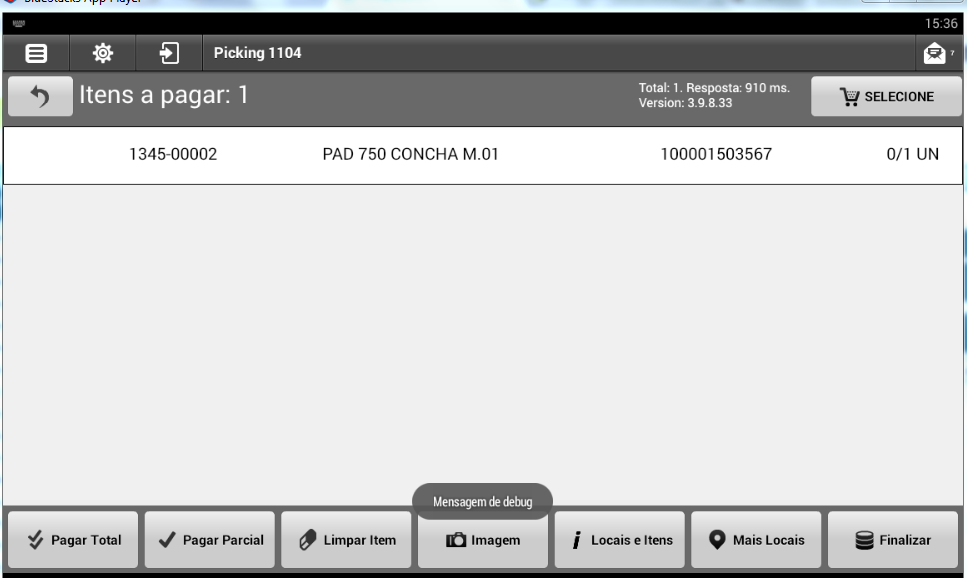 BlueStacks App Player
15:36
Picking 1104
7
Itens a pagar: 1
Total: 1. Resposta: 910 ms.
Version: 3.9.8.33
SELECIONE
1345-00002 PAD 750 CONCHA M.01 100001503567 0/1 UN
Mensagem de debug
Pagar Total
Pagar Parcial
Limpar Item
Imagem
Locais e Itens
Mais Locais
Finalizar